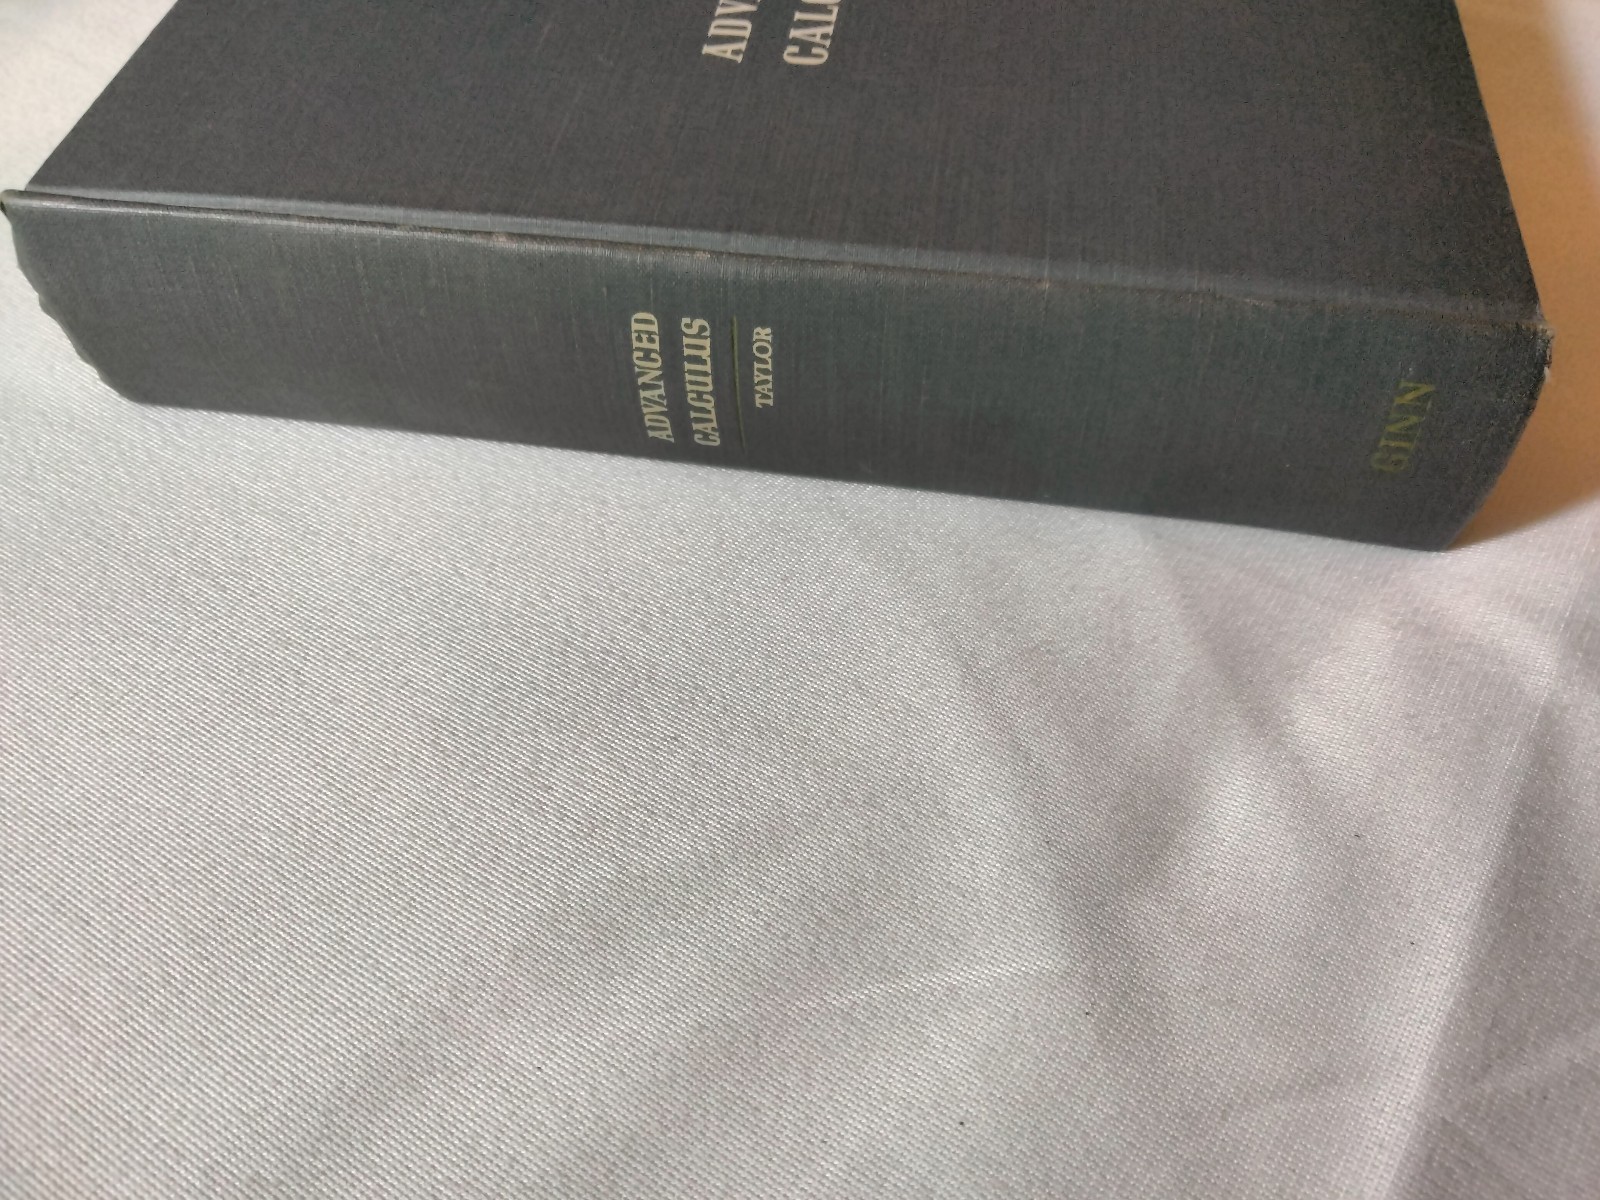 ADVANCED
CALCULUS
TAYLOR
GINN